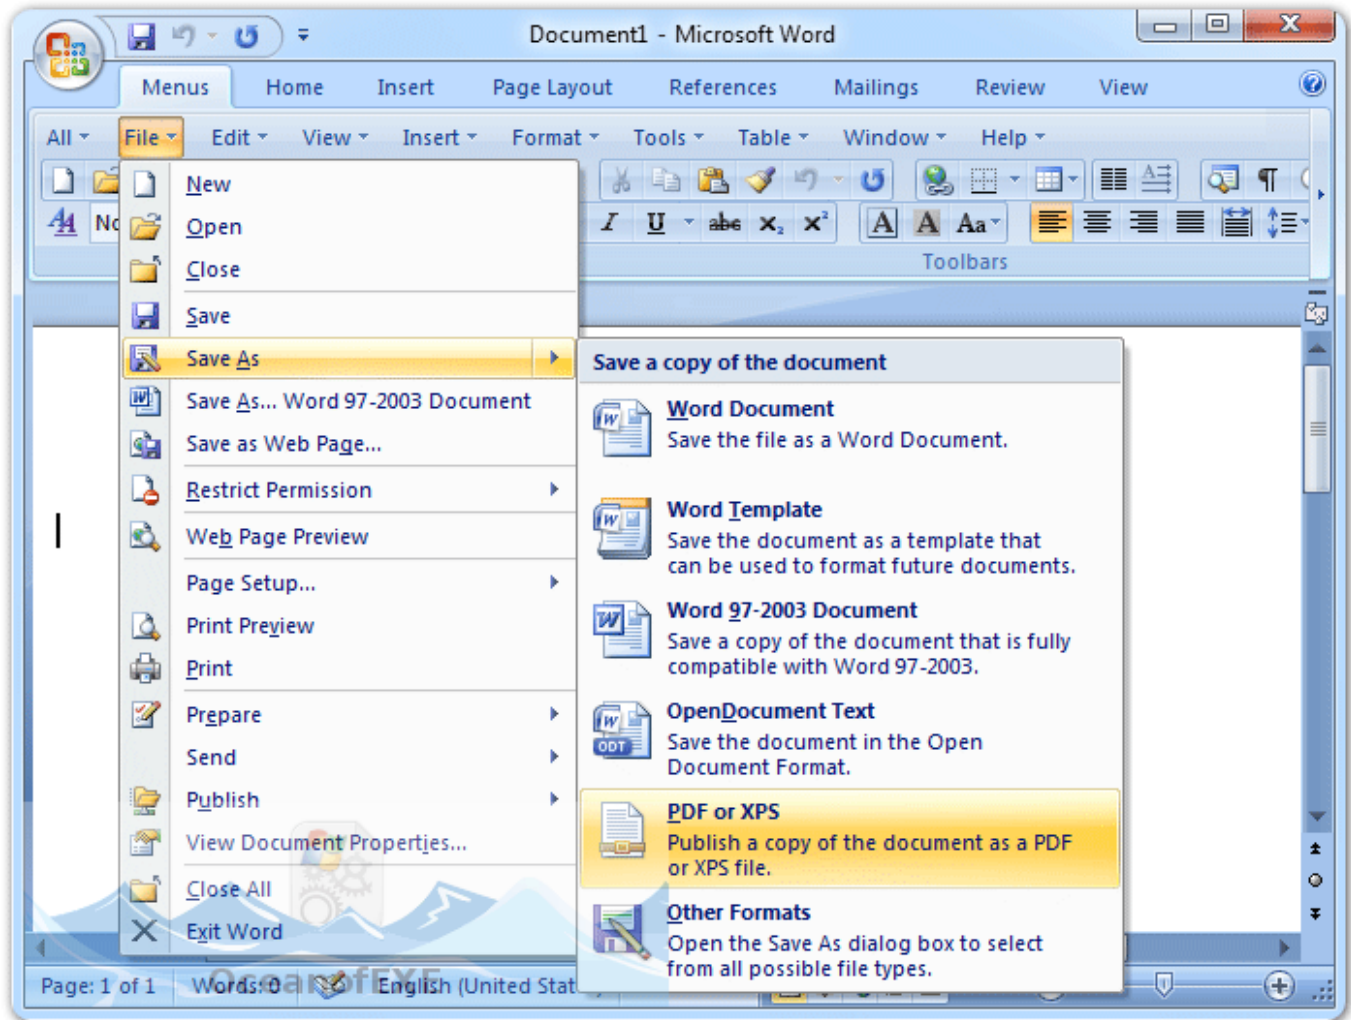 Document1 - Microsoft Word
Menus Home Insert Page Layout References Mailings Review View
All File Edit View Insert Format Tools Table Window Help
New
Open
Close
Save
Save As
Save As... Word 97-2003 Document
Save as Web Page...
Restrict Permission
Web Page Preview
Page Setup...
Print Preview
Print
Prepare
Send
Publish
View Document Properties...
Close All
Exit Word
I U abc x₂ x² A A Aa
Toolbars
Save a copy of the document
Word Document
Save the file as a Word Document.
Word Template
Save the document as a template that
can be used to format future documents.
Word 97-2003 Document
Save a copy of the document that is fully
compatible with Word 97-2003.
OpenDocument Text
Save the document in the Open
Document Format.
ODT
PDF or XPS
Publish a copy of the document as a PDF
or XPS file.
Other Formats
Open the Save As dialog box to select
from all possible file types.
Page: 1 of 1 Words: 0 English (United Stat
OceanofEXE